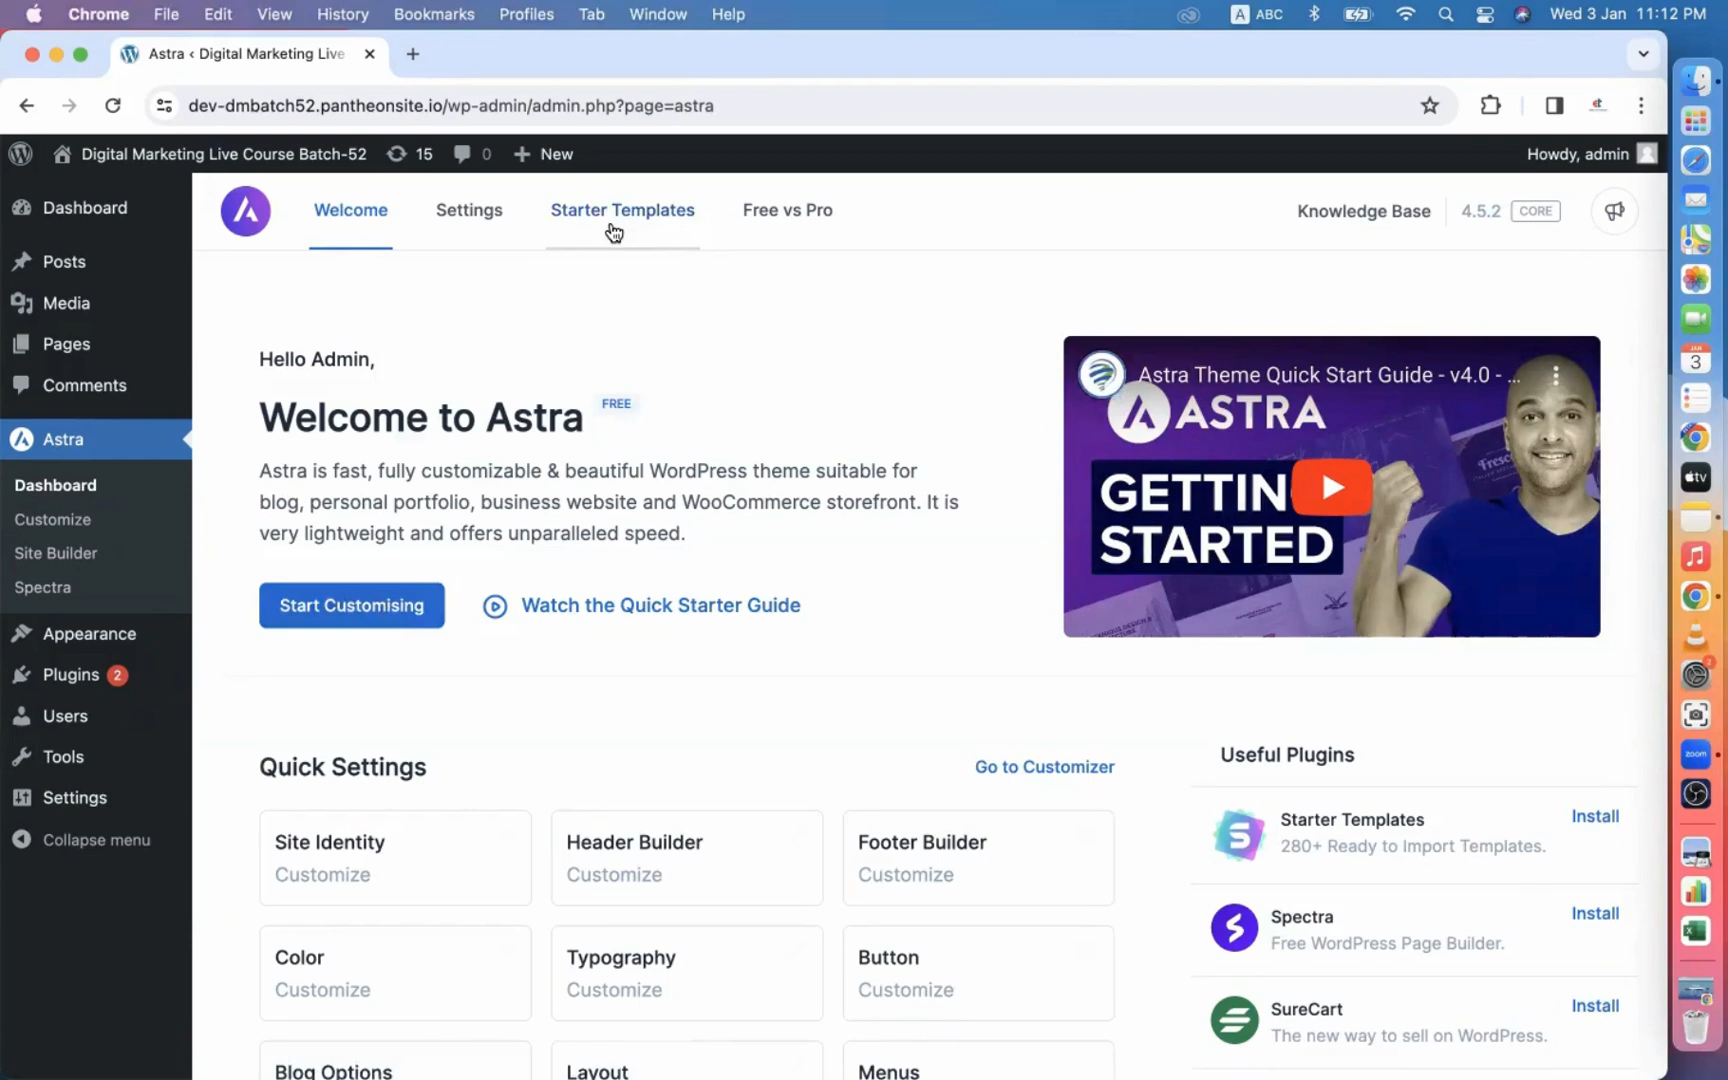 Chrome File Edit View History Bookmarks Profiles Tab Window Help A ABC Wed 3 Jan 11:12 PM
Astra ‹ Digital Marketing Live
dev-dmbatch52.pantheonsite.io/wp-admin/admin.php?page=astra
Digital Marketing Live Course Batch-52 15 0 New Howdy, admin
Dashboard
Posts
Media
Pages
Comments
Astra
Dashboard
Customize
Site Builder
Spectra
Appearance
Plugins 2
Users
Tools
Settings
Collapse menu
Welcome Settings Starter Templates Free vs Pro Knowledge Base 4.5.2 CORE
Hello Admin,
Welcome to Astra FREE
Astra is fast, fully customizable & beautiful WordPress theme suitable for
blog, personal portfolio, business website and WooCommerce storefront. It is
very lightweight and offers unparalleled speed.
Start Customising Watch the Quick Starter Guide
Astra Theme Quick Start Guide - v4.0 - ...
ASTRA
GETTIN
STARTED
Quick Settings Go to Customizer
Site Identity
Customize
Header Builder
Customize
Footer Builder
Customize
Color
Customize
Typography
Customize
Button
Customize
Blog Options
Layout
Menus
Useful Plugins
Starter Templates Install
280+ Ready to Import Templates.
Spectra Install
Free WordPress Page Builder.
SureCart Install
The new way to sell on WordPress.
JAN
3
tv
zoom